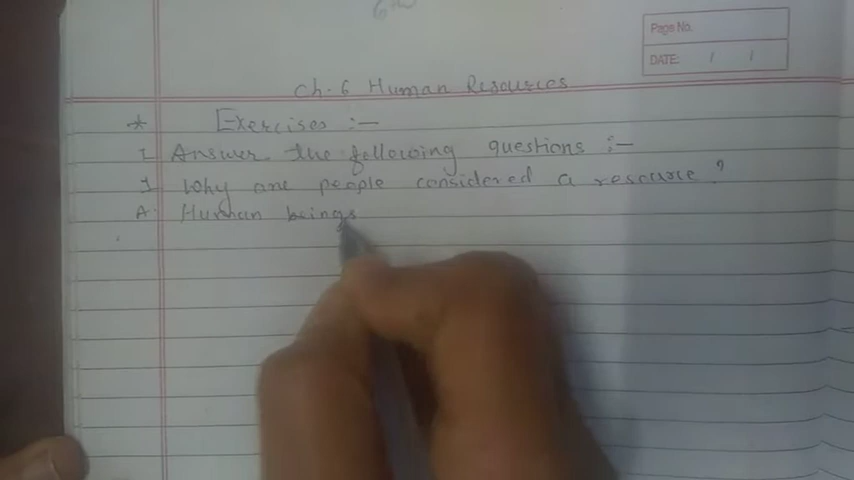 6th
Page No.
DATE: / /
Ch-6 Human Resources
* Exercises :-
I Answer the following questions :-
1 Why are people considered a resource?
A. Human beings